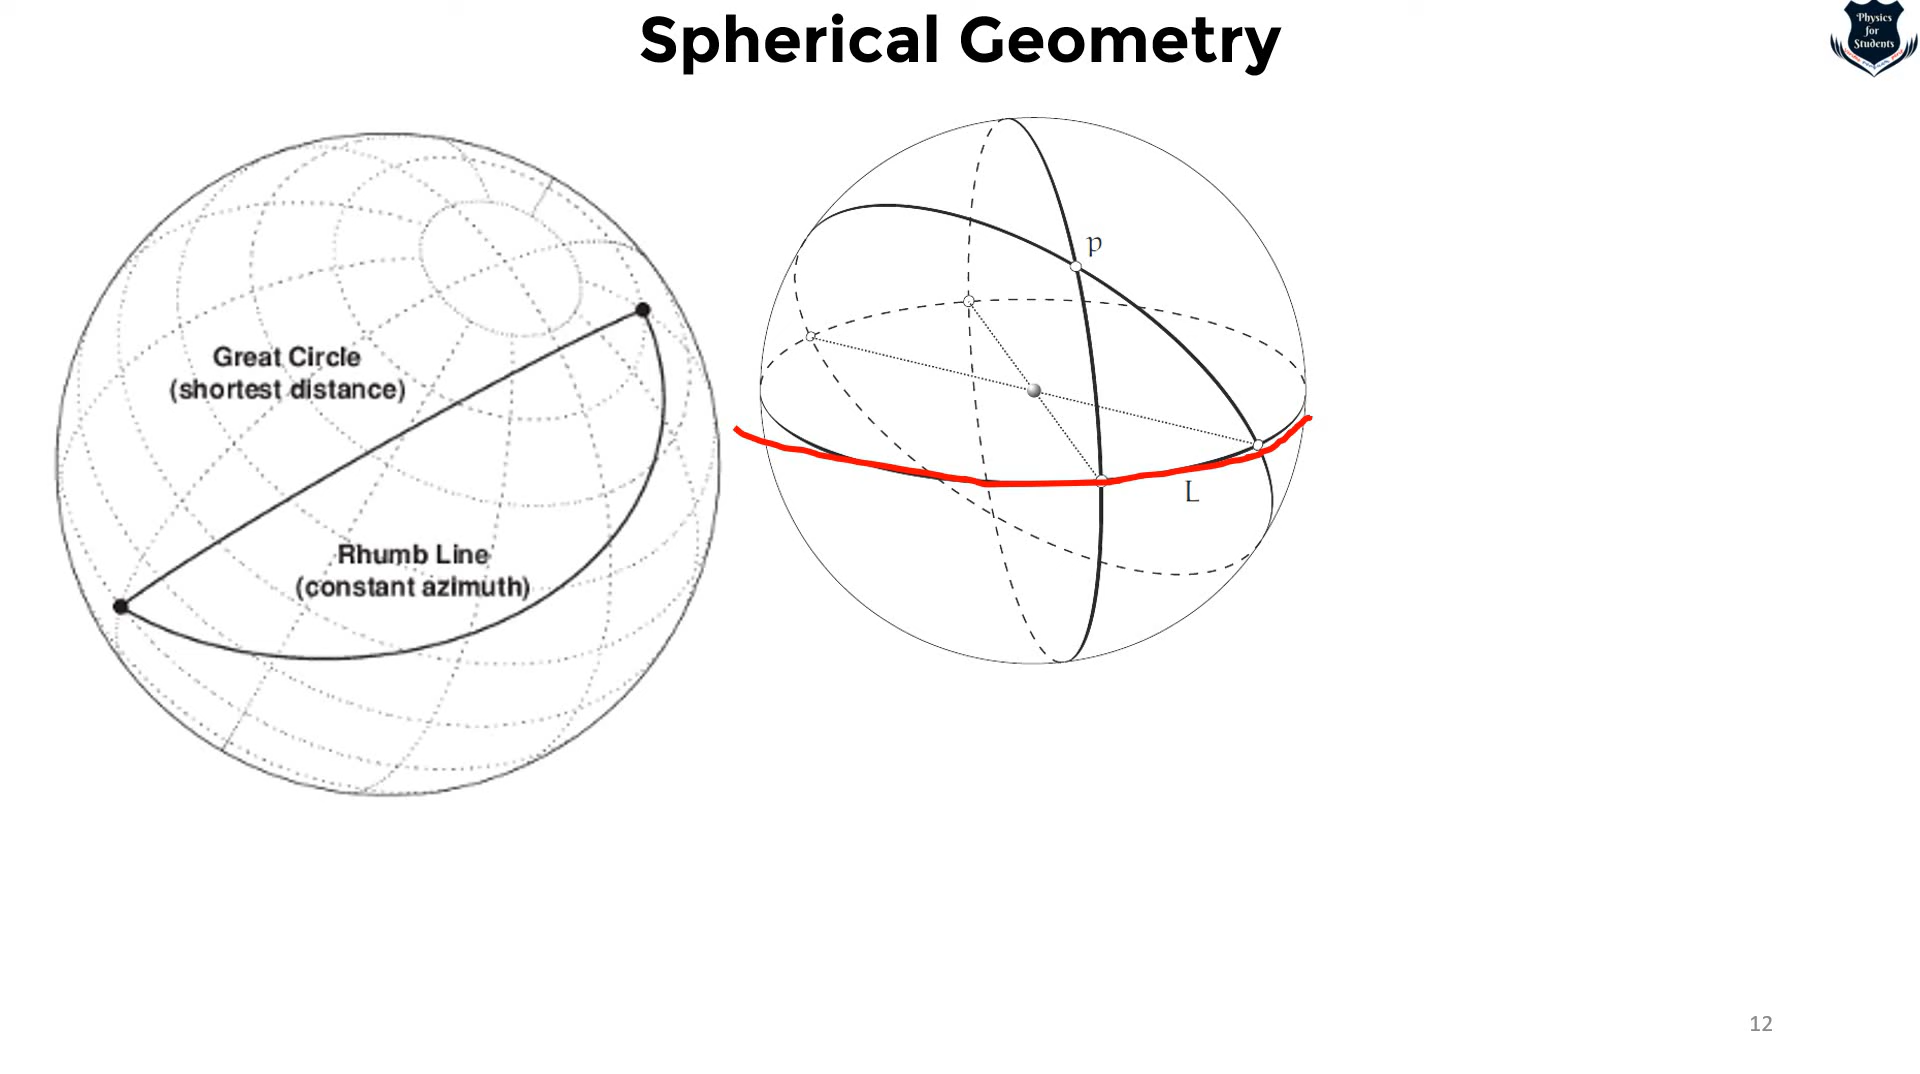 Spherical Geometry
Physics
for
Students
Great Circle
(shortest distance)
Rhumb Line
(constant azimuth)
p
L
12